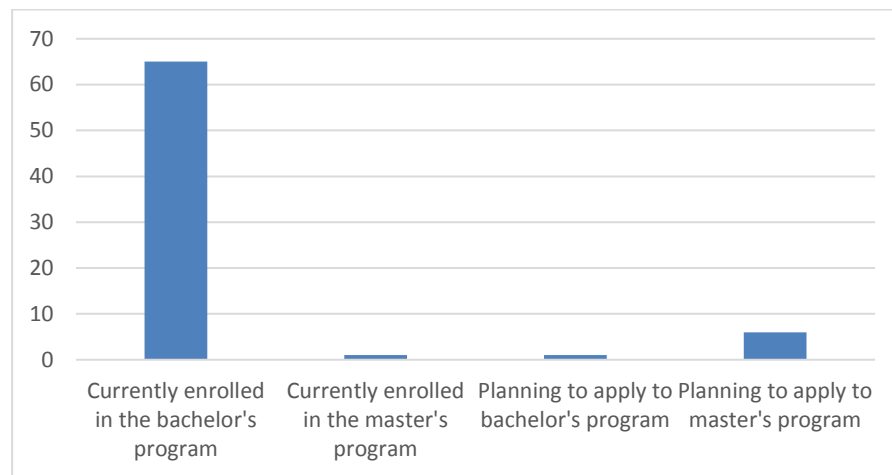 70
60
50
40
30
20
10
0
Currently enrolled in the bachelor's program
Currently enrolled in the master's program
Planning to apply to bachelor's program
Planning to apply to master's program